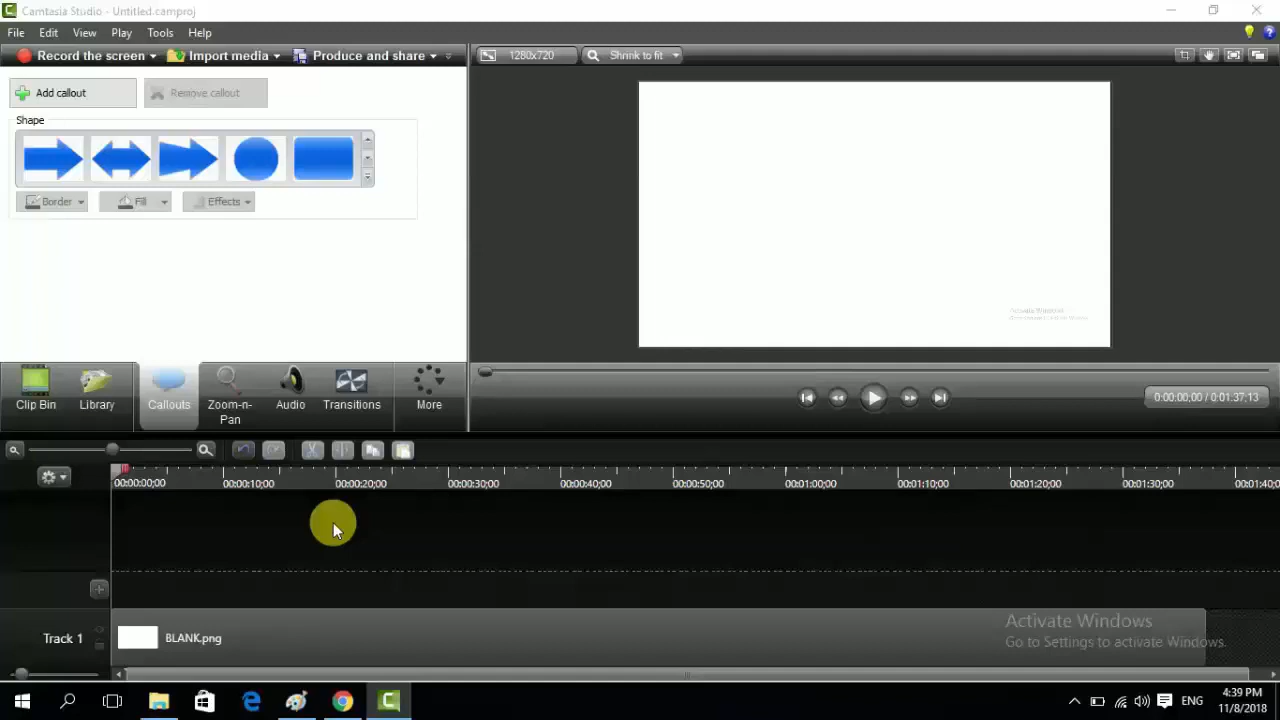 Camtasia Studio - Untitled.camproj
File Edit View Play Tools Help
Record the screen Import media Produce and share
1280x720 Shrink to fit
Add callout Remove callout
Shape
Border Fill Effects
Activate Windows
Clip Bin Library Callouts Zoom-n-Pan Audio Transitions More
0:00:00;00 / 0:01:37;13
00:00:00;00 00:00:10;00 00:00:20;00 00:00:30;00 00:00:40;00 00:00:50;00 00:01:00;00 00:01:10;00 00:01:20;00 00:01:30;00 00:01:40;0
Activate Windows
Track 1 BLANK.png
Go to Settings to activate Windows.
ENG
4:39 PM
11/8/2018